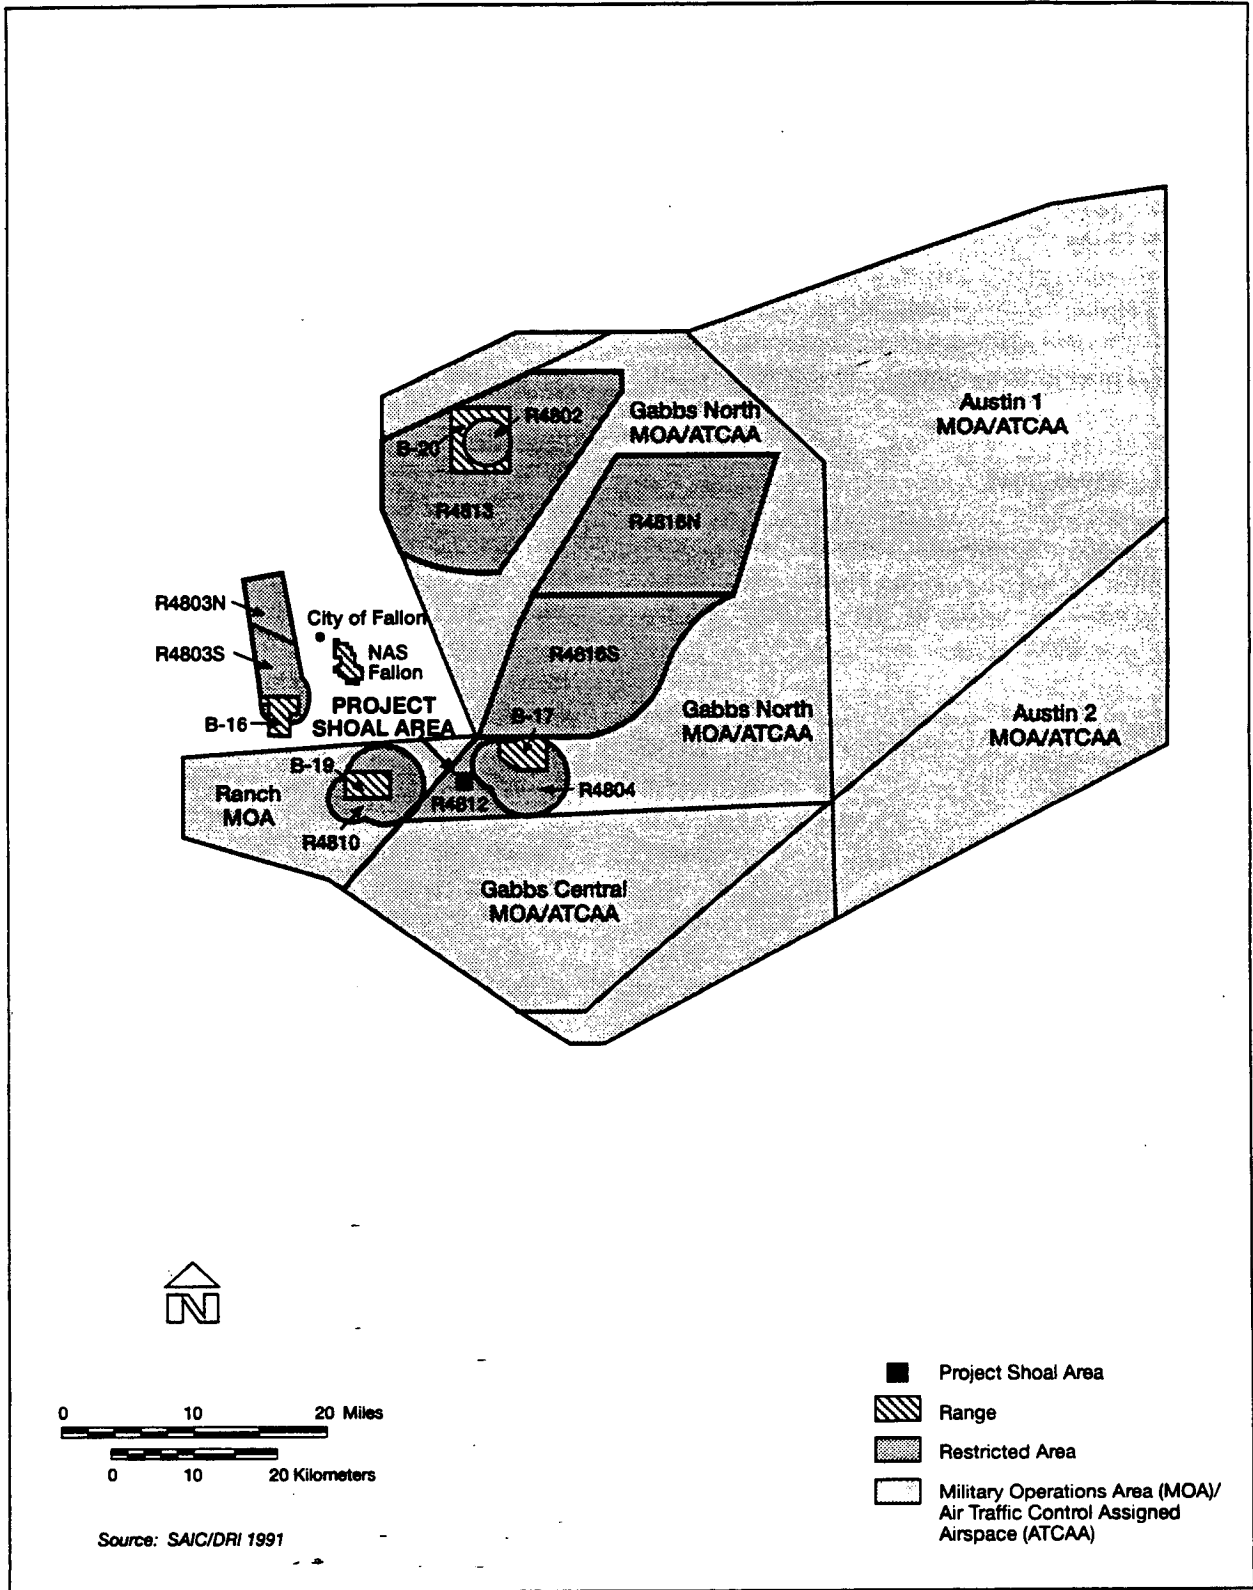 Austin 1
MOA/ATCAA
Gabbs North
MOA/ATCAA
R4802
B-20
R4813
R4816N
R4803N
City of Fallon
R4803S
NAS
Fallon
R4816S
PROJECT
SHOAL AREA
B-16
B-17
Gabbs North
MOA/ATCAA
Austin 2
MOA/ATCAA
B-19
Ranch
MOA
R4812
R4804
R4810
Gabbs Central
MOA/ATCAA
N
0 10 20 Miles
0 10 20 Kilometers
Source: SAIC/DRI 1991
Project Shoal Area
Range
Restricted Area
Military Operations Area (MOA)/
Air Traffic Control Assigned
Airspace (ATCAA)